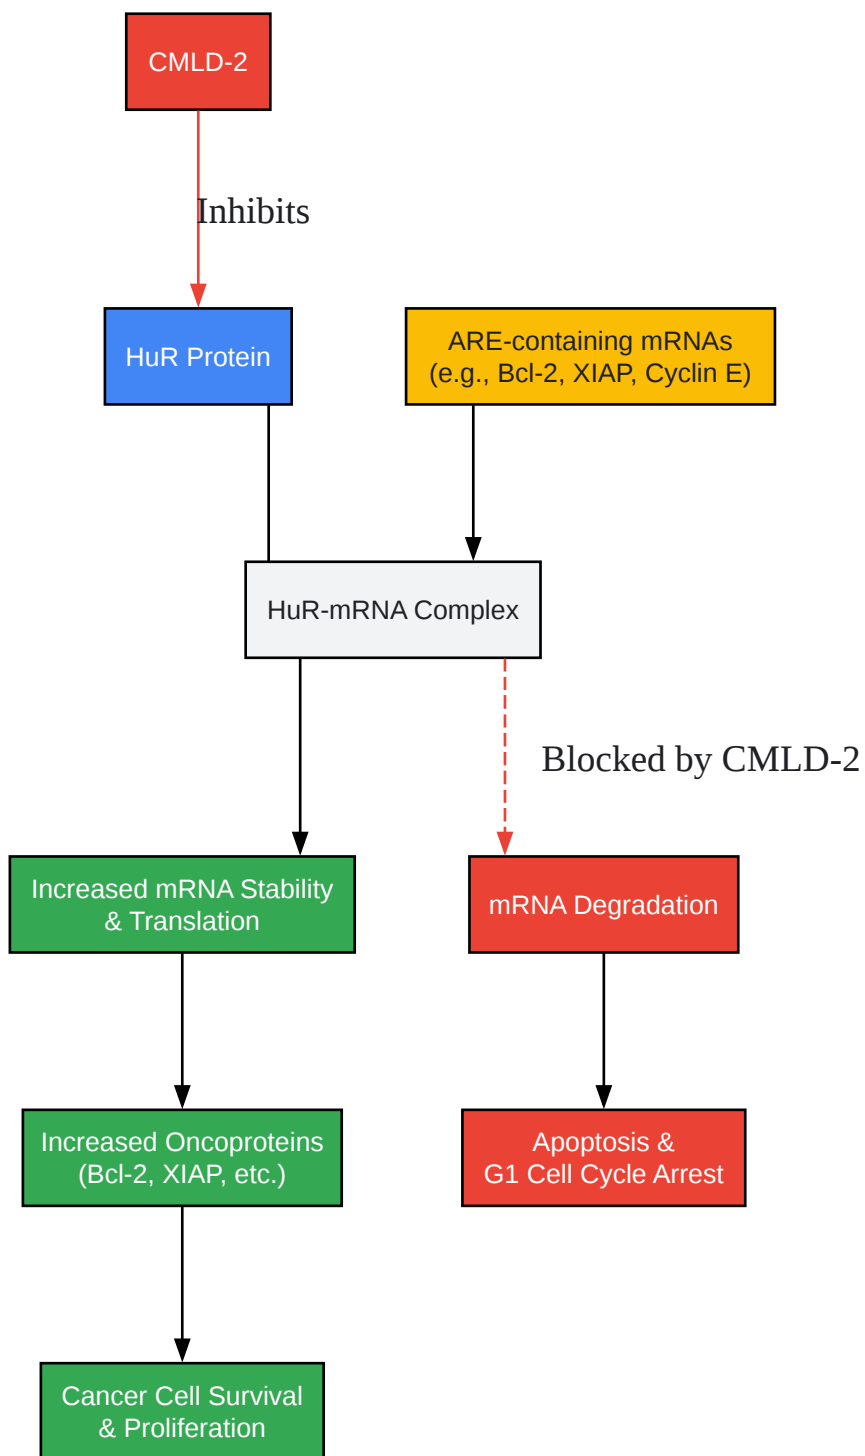 CMLD-2
Inhibits
HuR Protein
ARE-containing mRNAs
(e.g., Bcl-2, XIAP, Cyclin E)
HuR-mRNA Complex
Blocked by CMLD-2
Increased mRNA Stability
& Translation
mRNA Degradation
Increased Oncoproteins
(Bcl-2, XIAP, etc.)
Apoptosis &
G1 Cell Cycle Arrest
Cancer Cell Survival
& Proliferation